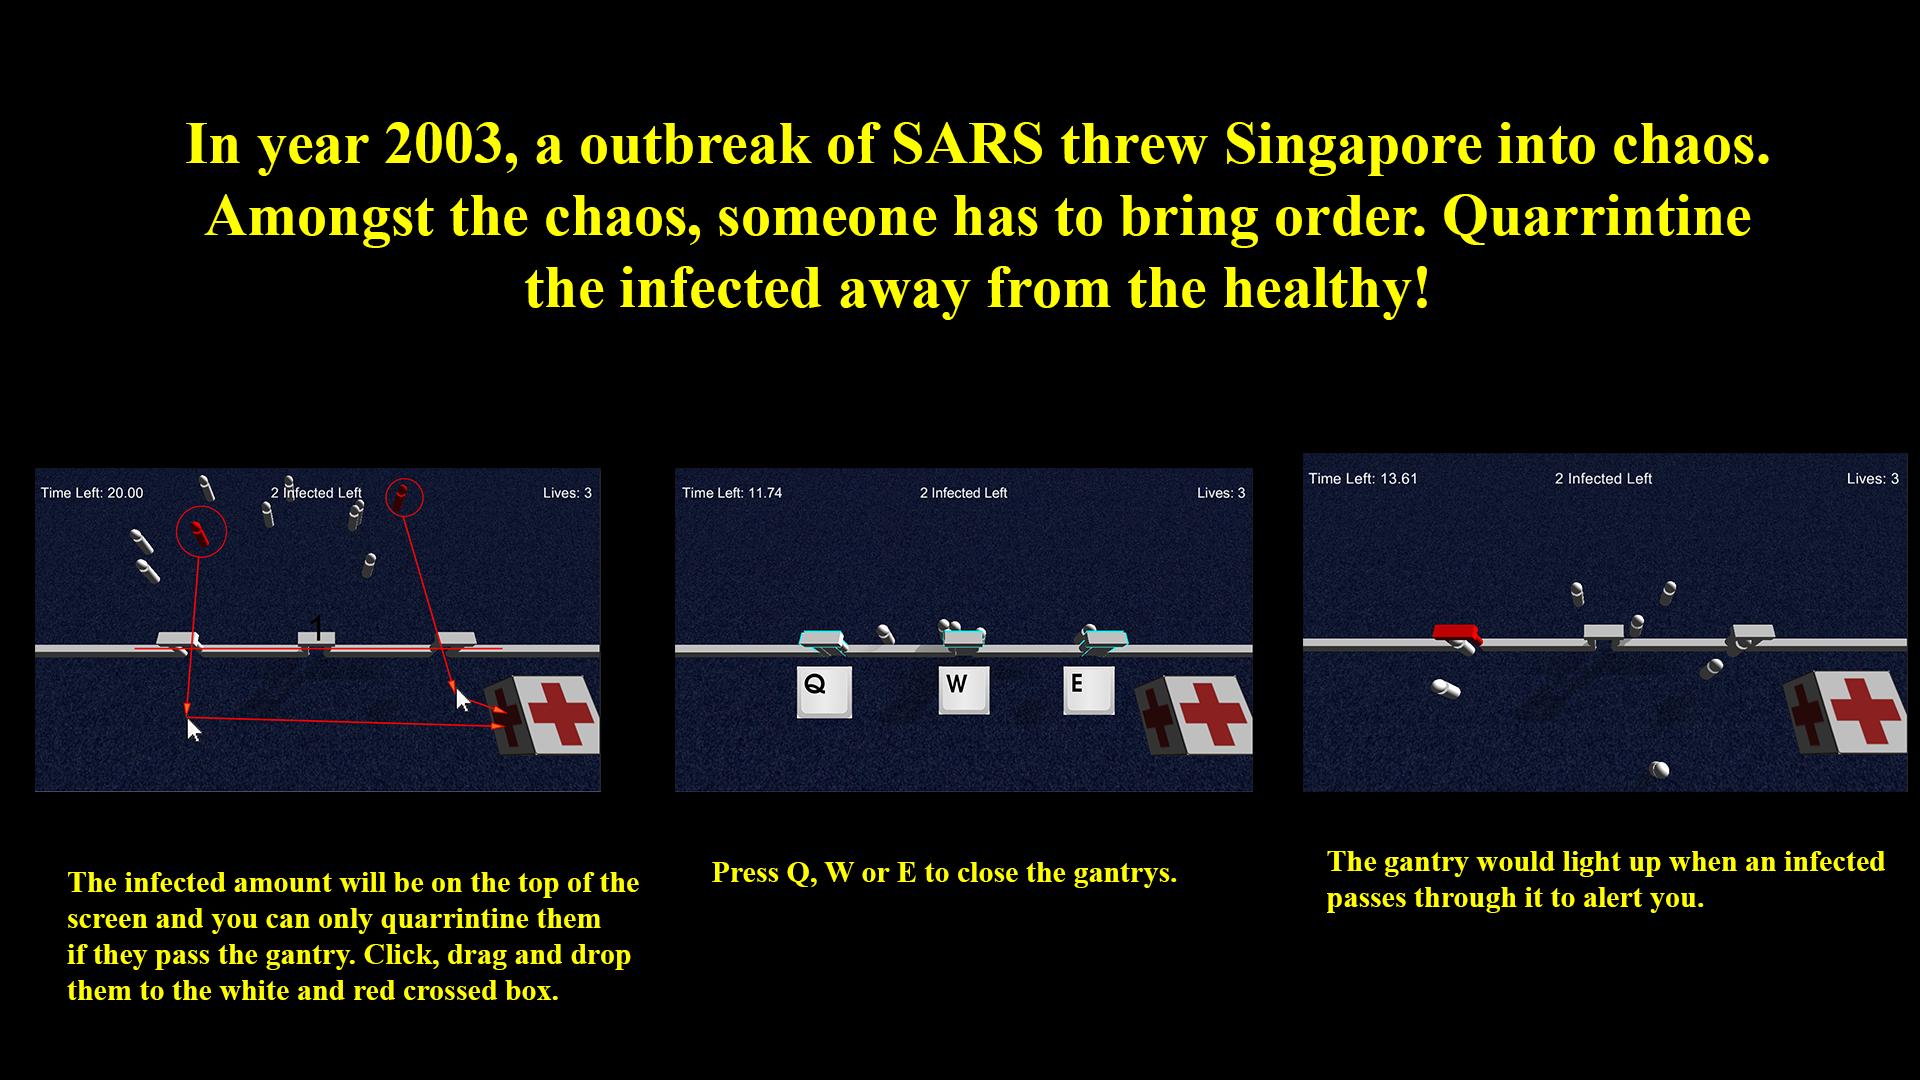 In year 2003, a outbreak of SARS threw Singapore into chaos.
Amongst the chaos, someone has to bring order. Quarrintine
the infected away from the healthy!
Time Left: 20.00 2 Infected Left Lives: 3
1
Time Left: 11.74 2 Infected Left Lives: 3
Q W E
Time Left: 13.61 2 Infected Left Lives: 3
The infected amount will be on the top of the
screen and you can only quarrintine them
if they pass the gantry. Click, drag and drop
them to the white and red crossed box.
Press Q, W or E to close the gantrys.
The gantry would light up when an infected
passes through it to alert you.